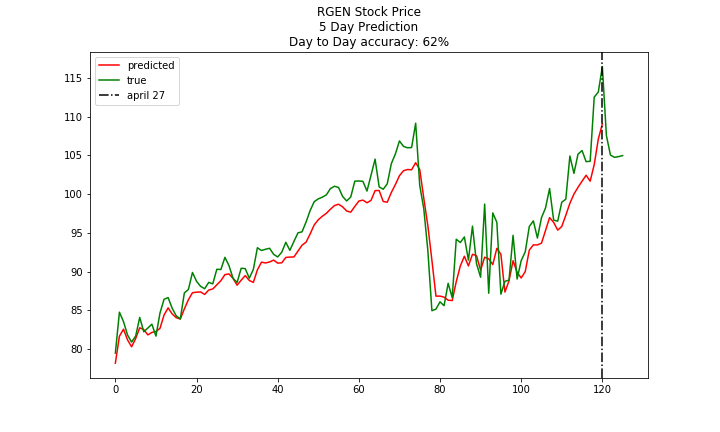 RGEN Stock Price
5 Day Prediction
Day to Day accuracy: 62%
predicted
true
april 27
115
110
105
100
95
90
85
80
0
20
40
60
80
100
120